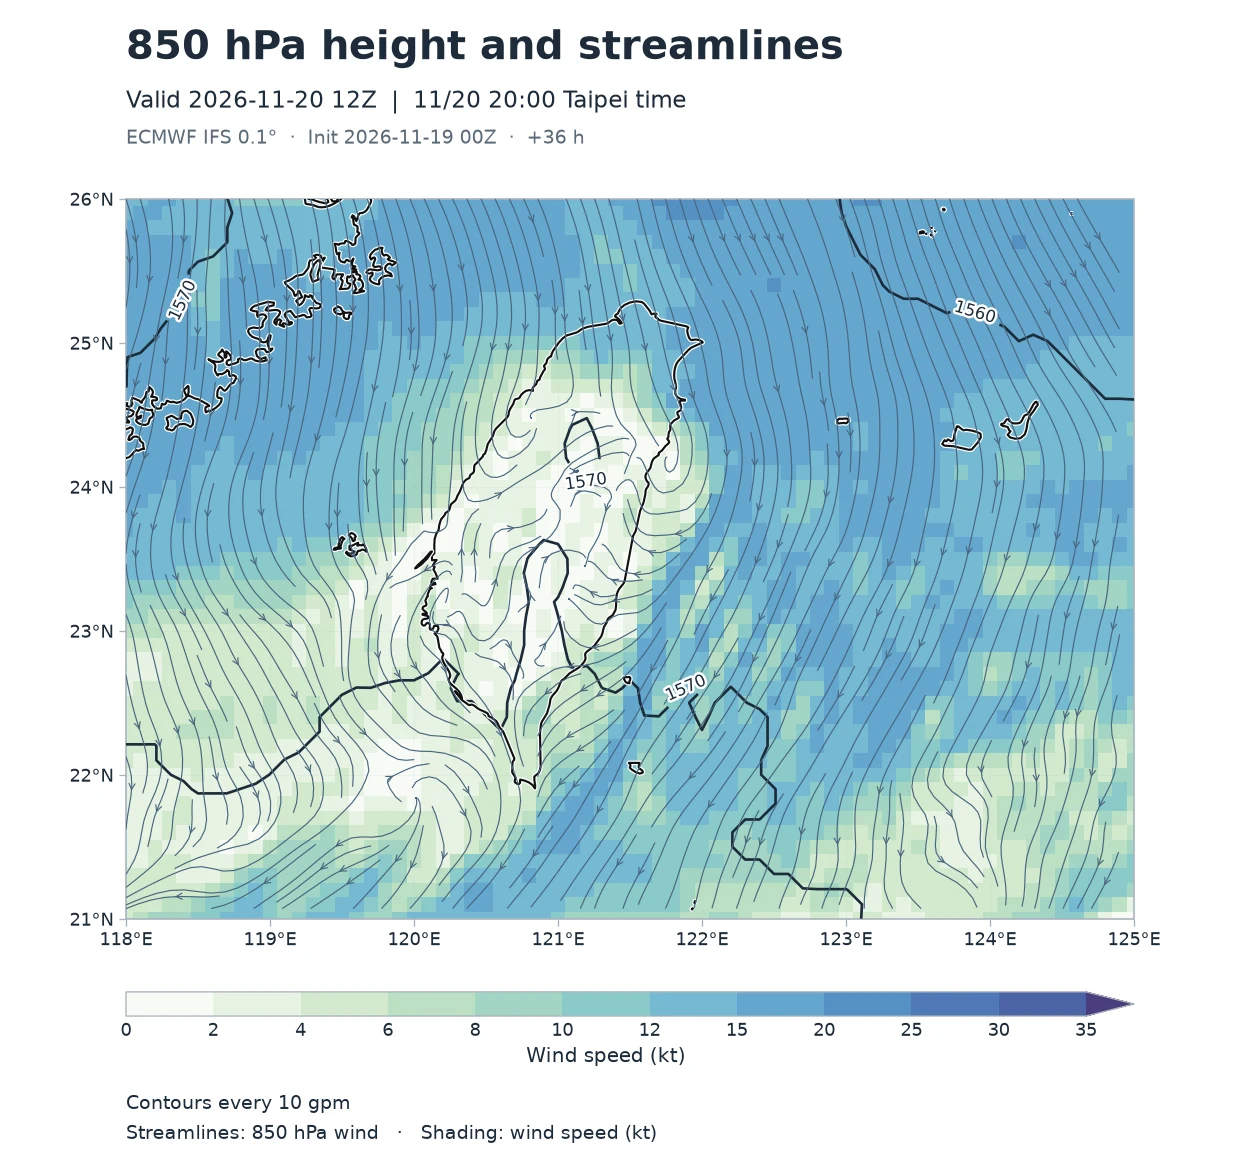 850 hPa height and streamlines
Valid 2026-11-20 12Z | 11/20 20:00 Taipei time
ECMWF IFS 0.1° · Init 2026-11-19 00Z · +36 h
26°N
25°N
24°N
23°N
22°N
21°N
1570
1560
1570
1570
118°E 119°E 120°E 121°E 122°E 123°E 124°E 125°E
0 2 4 6 8 10 12 15 20 25 30 35
Wind speed (kt)
Contours every 10 gpm
Streamlines: 850 hPa wind · Shading: wind speed (kt)